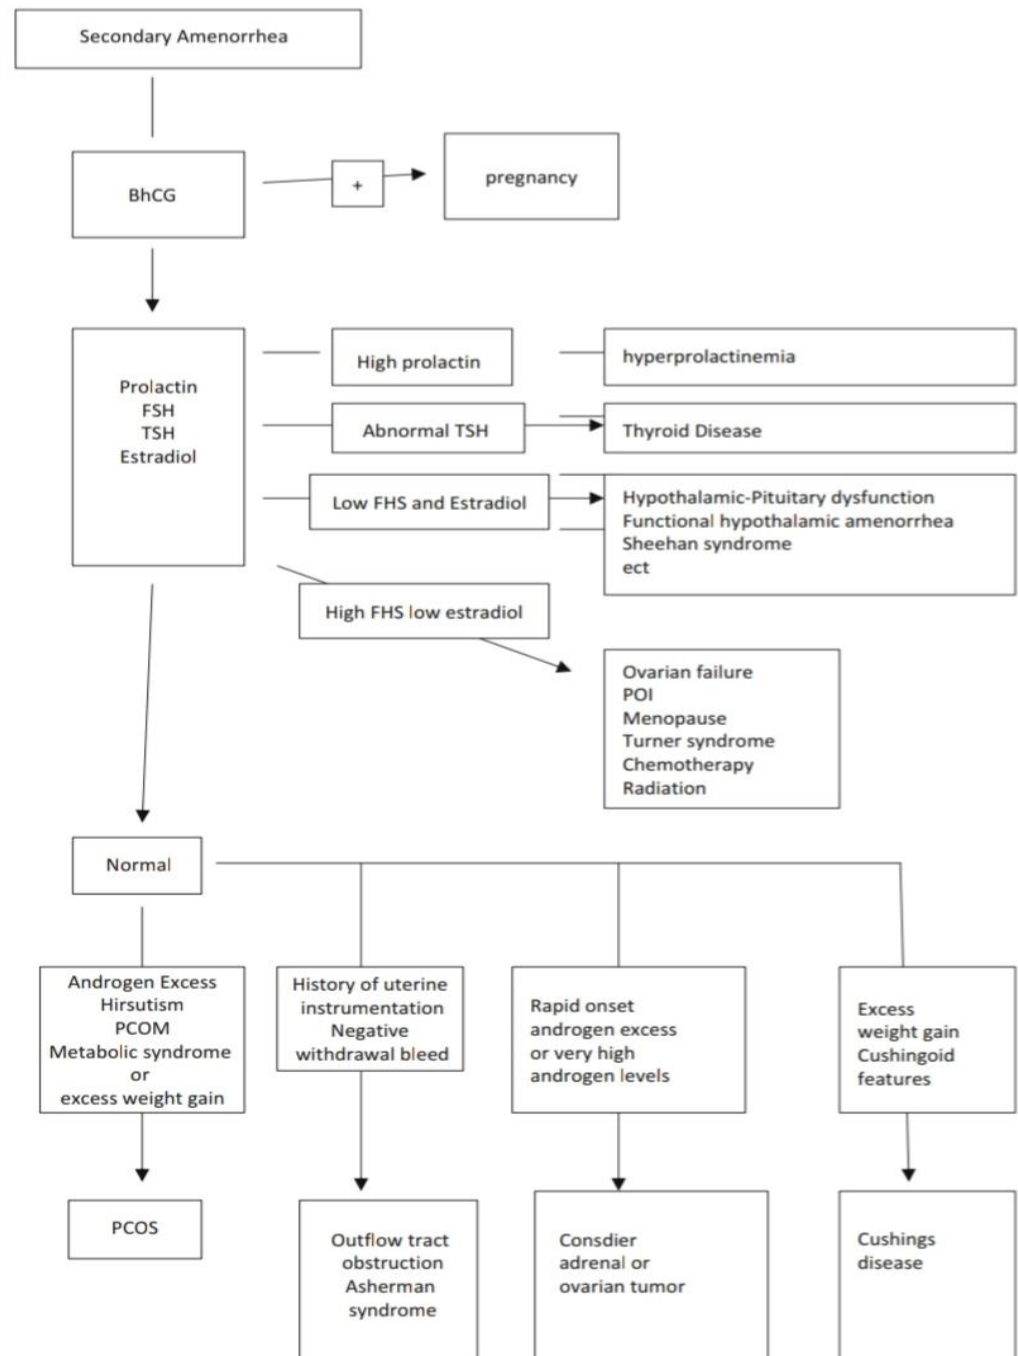 Secondary Amenorrhea
BhCG
+
pregnancy
Prolactin
FSH
TSH
Estradiol
High prolactin
hyperprolactinemia
Abnormal TSH
Thyroid Disease
Low FHS and Estradiol
Hypothalamic-Pituitary dysfunction
Functional hypothalamic amenorrhea
Sheehan syndrome
ect
High FHS low estradiol
Ovarian failure
POI
Menopause
Turner syndrome
Chemotherapy
Radiation
Normal
Androgen Excess
Hirsutism
PCOM
Metabolic syndrome
or
excess weight gain
History of uterine
instrumentation
Negative
withdrawal bleed
Rapid onset
androgen excess
or very high
androgen levels
Excess
weight gain
Cushingoid
features
PCOS
Outflow tract
obstruction
Asherman
syndrome
Consdier
adrenal or
ovarian tumor
Cushings
disease